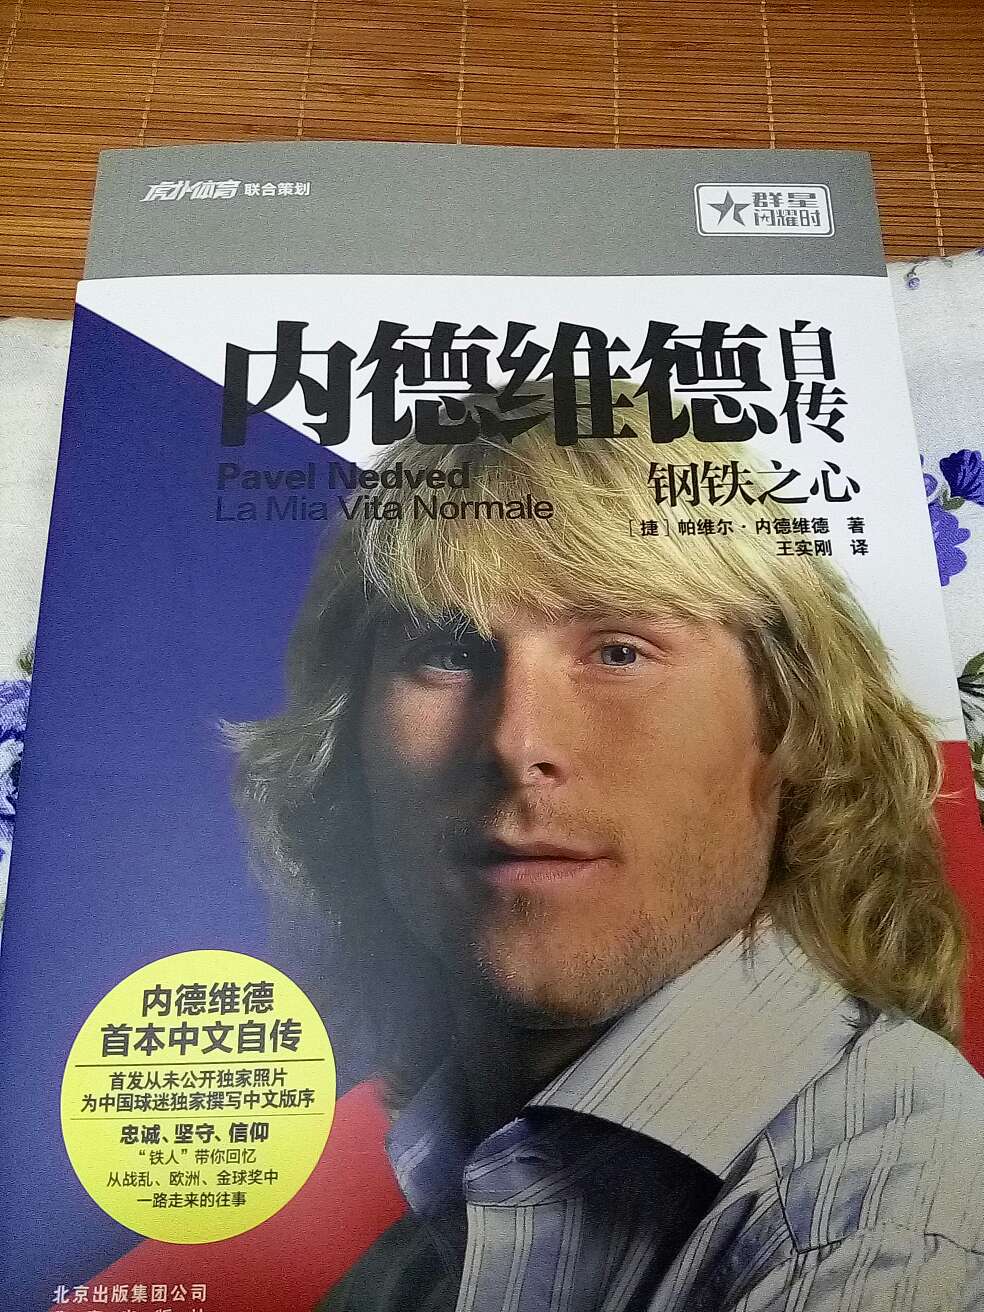 虎扑体育 联合策划
群星
闪耀时
内德维德自传
Pavel Nedved
La Mia Vita Normale
钢铁之心
[捷] 帕维尔·内德维德 著
王实刚 译
内德维德
首本中文自传
首发从未公开独家照片
为中国球迷独家撰写中文版序
忠诚、坚守、信仰
“铁人”带你回忆
从战乱、欧洲、金球奖中
一路走来的往事
北京出版集团公司